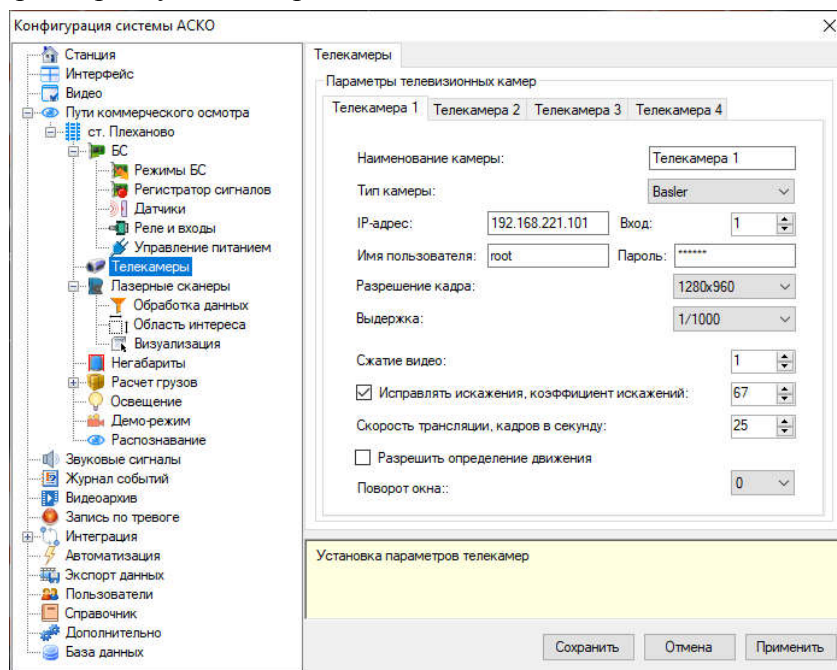 Конфигурация системы АСКО
Станция
Интерфейс
Видео
Пути коммерческого осмотра
ст. Плеханово
БС
Режимы БС
Регистратор сигналов
Датчики
Реле и входы
Управление питанием
Телекамеры
Лазерные сканеры
Обработка данных
Область интереса
Визуализация
Негабариты
Расчет грузов
Освещение
Демо-режим
Распознавание
Звуковые сигналы
Журнал событий
Видеоархив
Запись по тревоге
Интеграция
Автоматизация
Экспорт данных
Пользователи
Справочник
Дополнительно
База данных
Телекамеры
Параметры телевизионных камер
Телекамера 1 Телекамера 2 Телекамера 3 Телекамера 4
Наименование камеры: Телекамера 1
Тип камеры: Basler
IP-адрес: 192.168.221.101 Вход: 1
Имя пользователя: root Пароль: ******
Разрешение кадра: 1280x960
Выдержка: 1/1000
Сжатие видео: 1
Исправлять искажения, коэффициент искажений: 67
Скорость трансляции, кадров в секунду: 25
Разрешить определение движения
Поворот окна:: 0
Установка параметров телекамер
Сохранить Отмена Применить